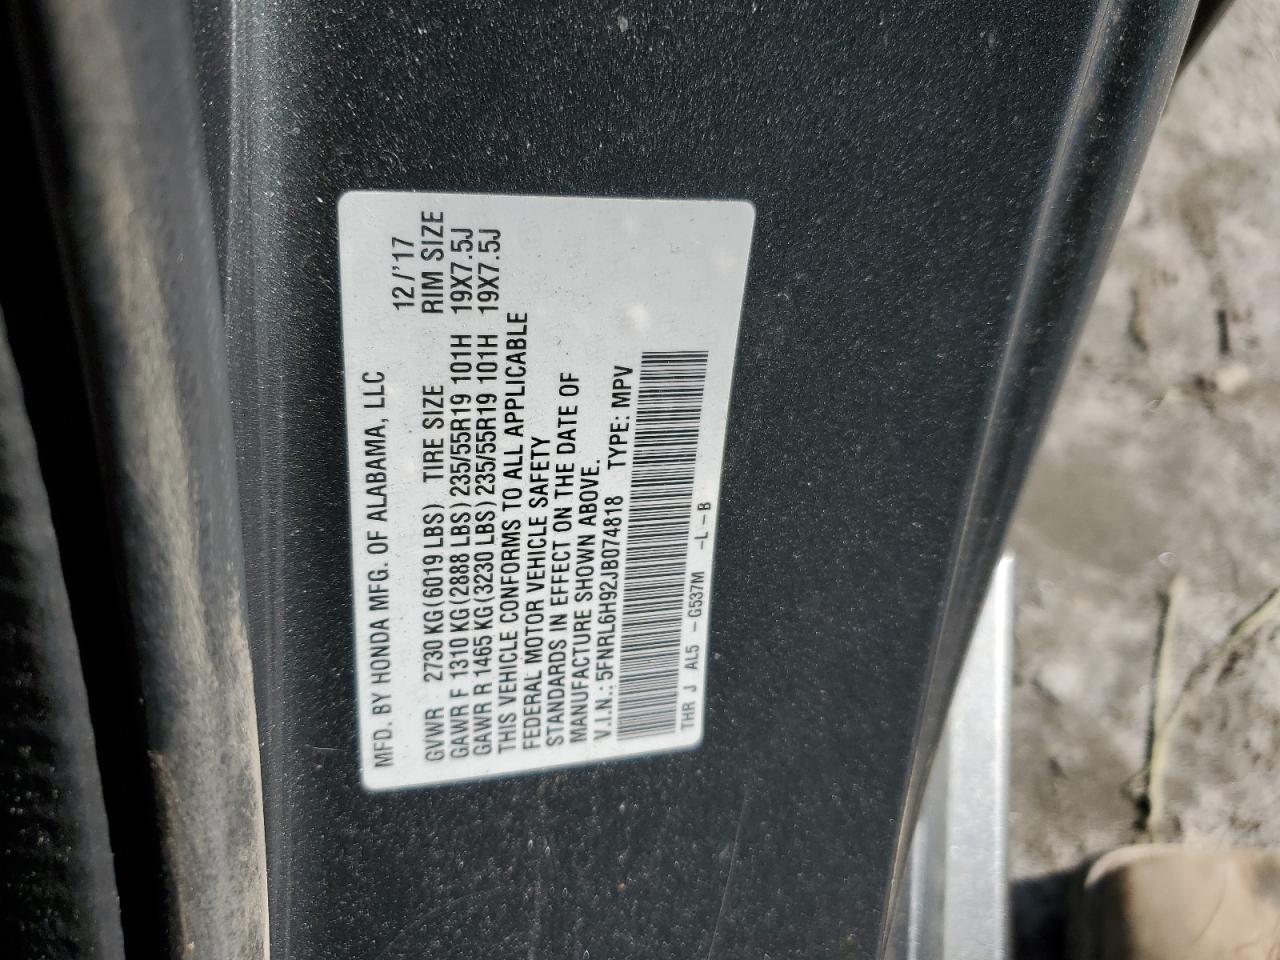 MFD. BY HONDA MFG. OF ALABAMA, LLC 12/'17
GVWR 2730 KG(6019 LBS) TIRE SIZE RIM SIZE
GAWR F 1310 KG(2888 LBS) 235/55R19 101H 19X7.5J
GAWR R 1465 KG(3230 LBS) 235/55R19 101H 19X7.5J
THIS VEHICLE CONFORMS TO ALL APPLICABLE
FEDERAL MOTOR VEHICLE SAFETY
STANDARDS IN EFFECT ON THE DATE OF
MANUFACTURE SHOWN ABOVE.
V.I.N.: 5FNRL6H92JB074818 TYPE: MPV
THR J AL5 -G537M -L-B